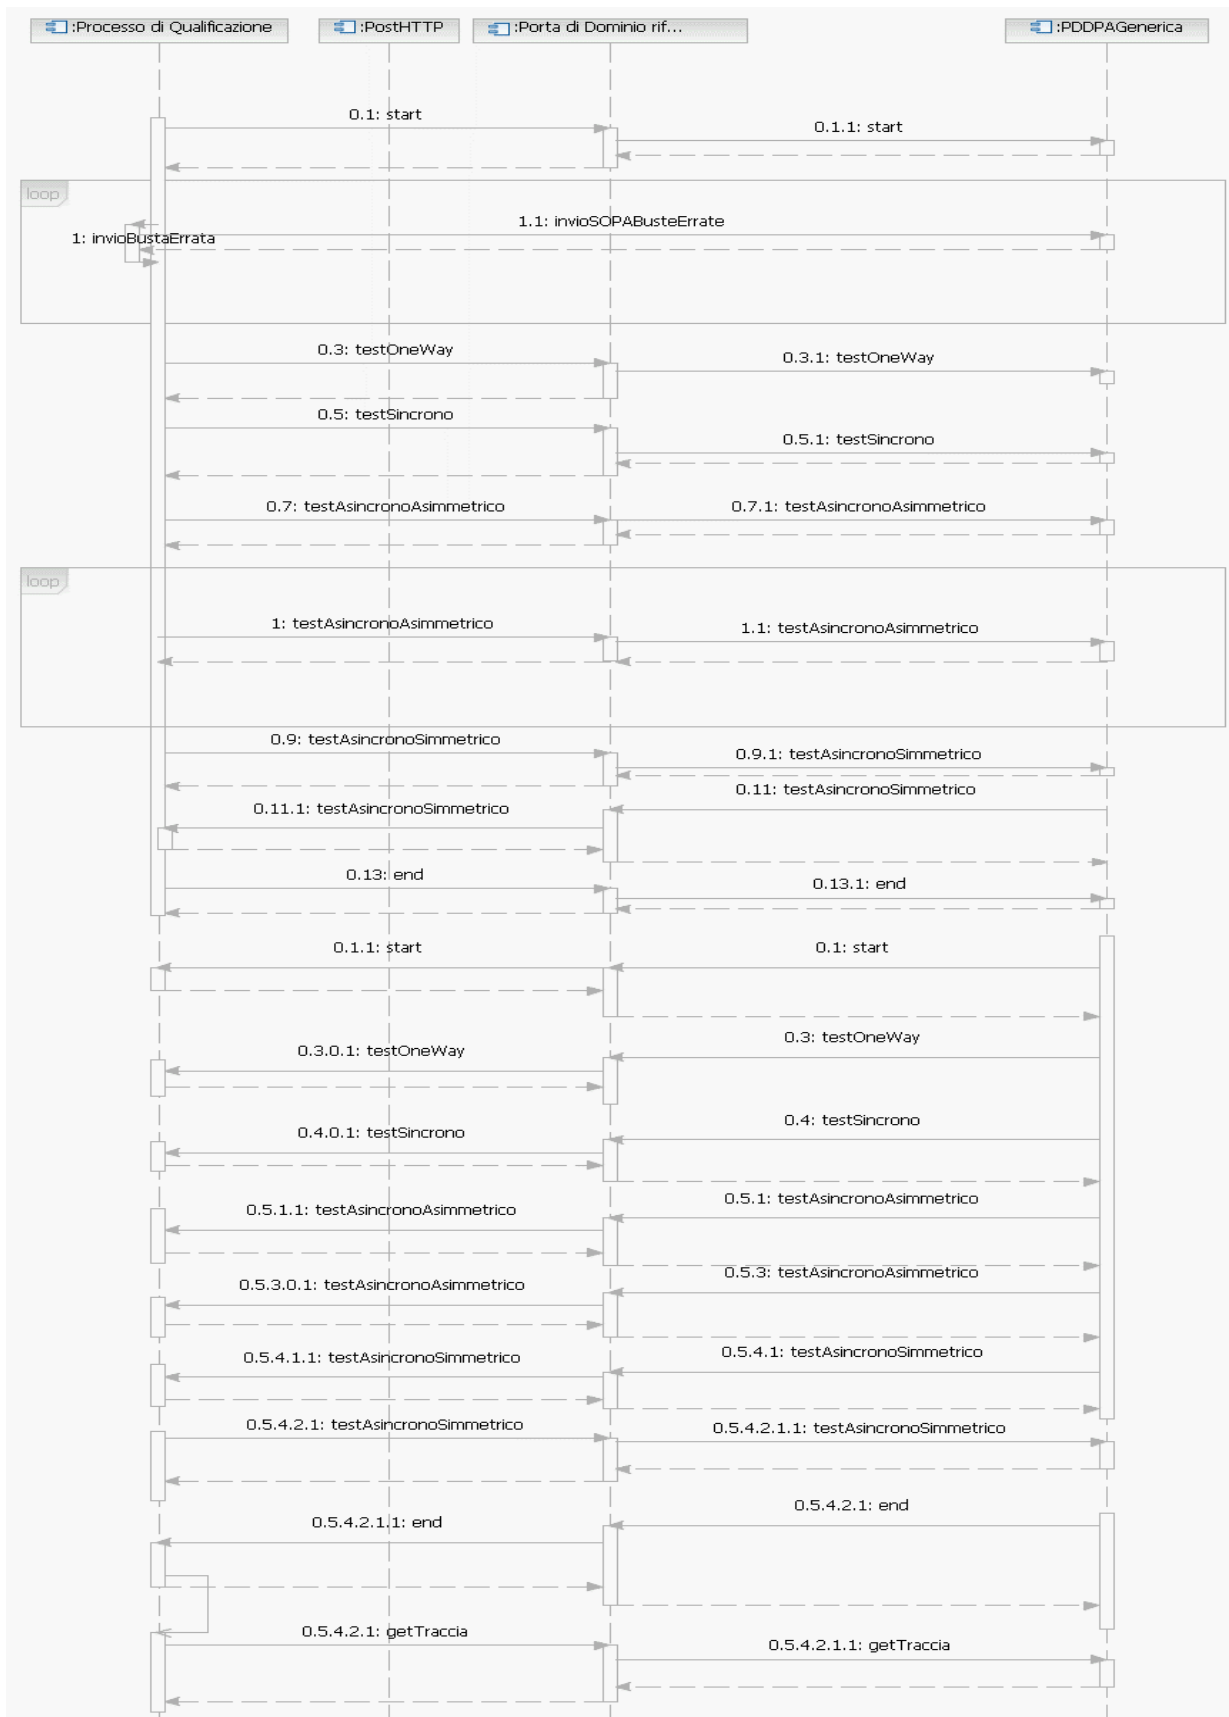 :Processo di Qualificazione
:PostHTTP
:Porta di Dominio rif...
:PDDPAGenerica
0.1: start
0.1.1: start
loop
1.1: invioSOPABusteErrate
1: invioBustaErrata
0.3: testOneWay
0.3.1: testOneWay
0.5: testSincrono
0.5.1: testSincrono
0.7: testAsincronoAsimmetrico
0.7.1: testAsincronoAsimmetrico
loop
1: testAsincronoAsimmetrico
1.1: testAsincronoAsimmetrico
0.9: testAsincronoSimmetrico
0.9.1: testAsincronoSimmetrico
0.11: testAsincronoSimmetrico
0.11.1: testAsincronoSimmetrico
0.13: end
0.13.1: end
0.1.1: start
0.1: start
0.3: testOneWay
0.3.0.1: testOneWay
0.4: testSincrono
0.4.0.1: testSincrono
0.5.1: testAsincronoAsimmetrico
0.5.1.1: testAsincronoAsimmetrico
0.5.3: testAsincronoAsimmetrico
0.5.3.0.1: testAsincronoAsimmetrico
0.5.4.1: testAsincronoSimmetrico
0.5.4.1.1: testAsincronoSimmetrico
0.5.4.2.1: testAsincronoSimmetrico
0.5.4.2.1.1: testAsincronoSimmetrico
0.5.4.2.1: end
0.5.4.2.1.1: end
0.5.4.2.1: getTraccia
0.5.4.2.1.1: getTraccia